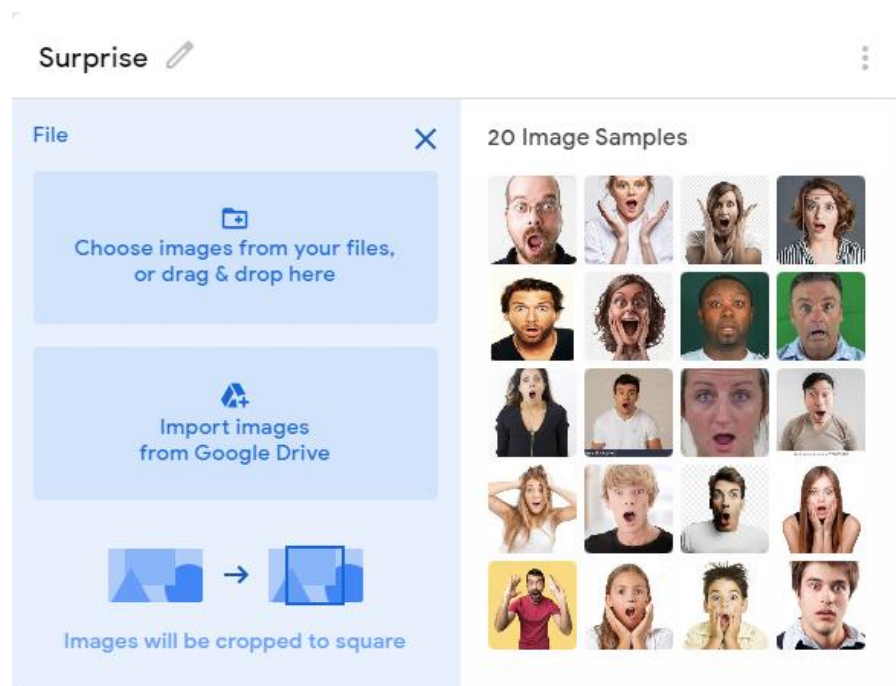 Surprise
File
Choose images from your files,
or drag & drop here
Import images
from Google Drive
Images will be cropped to square
20 Image Samples